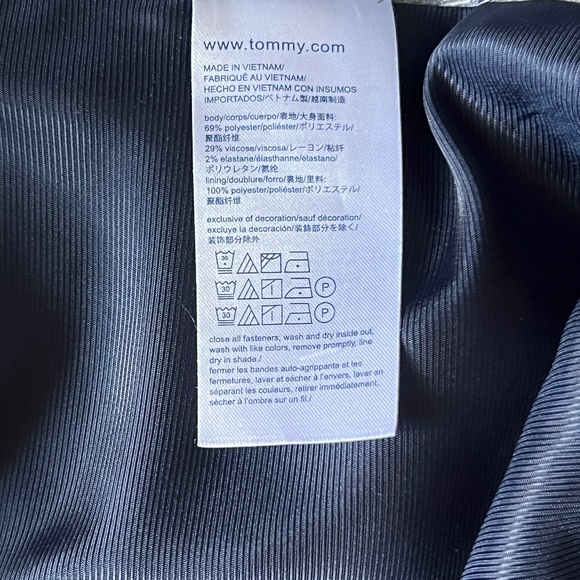 www.tommy.com
MADE IN VIETNAM/
FABRIQUÉ AU VIETNAM/
HECHO EN VIETNAM CON INSUMOS
IMPORTADOS/ベトナム製/越南制造
body/corps/cuerpo/表地/大身面料:
69% polyester/poliéster/ポリエステル/
聚酯纤维
29% viscose/viscosa/レーヨン/粘纤
2% elastane/élasthanne/elastano/
ポリウレタン/氨纶
lining/doublure/forro/裏地/里料:
100% polyester/poliéster/ポリエステル/
聚酯纤维
exclusive of decoration/sauf décoration/
excluye la decoración/装飾部分を除く/
装饰部分除外
30
30 P
30 P
close all fasteners, wash and dry inside out,
wash with like colors, remove promptly, line
dry in shade./
fermer les bandes auto-agrippante et les
fermetures, laver et sécher à l'envers, laver en
séparant les couleurs, retirer immédiatement,
sécher à l'ombre sur un fil./